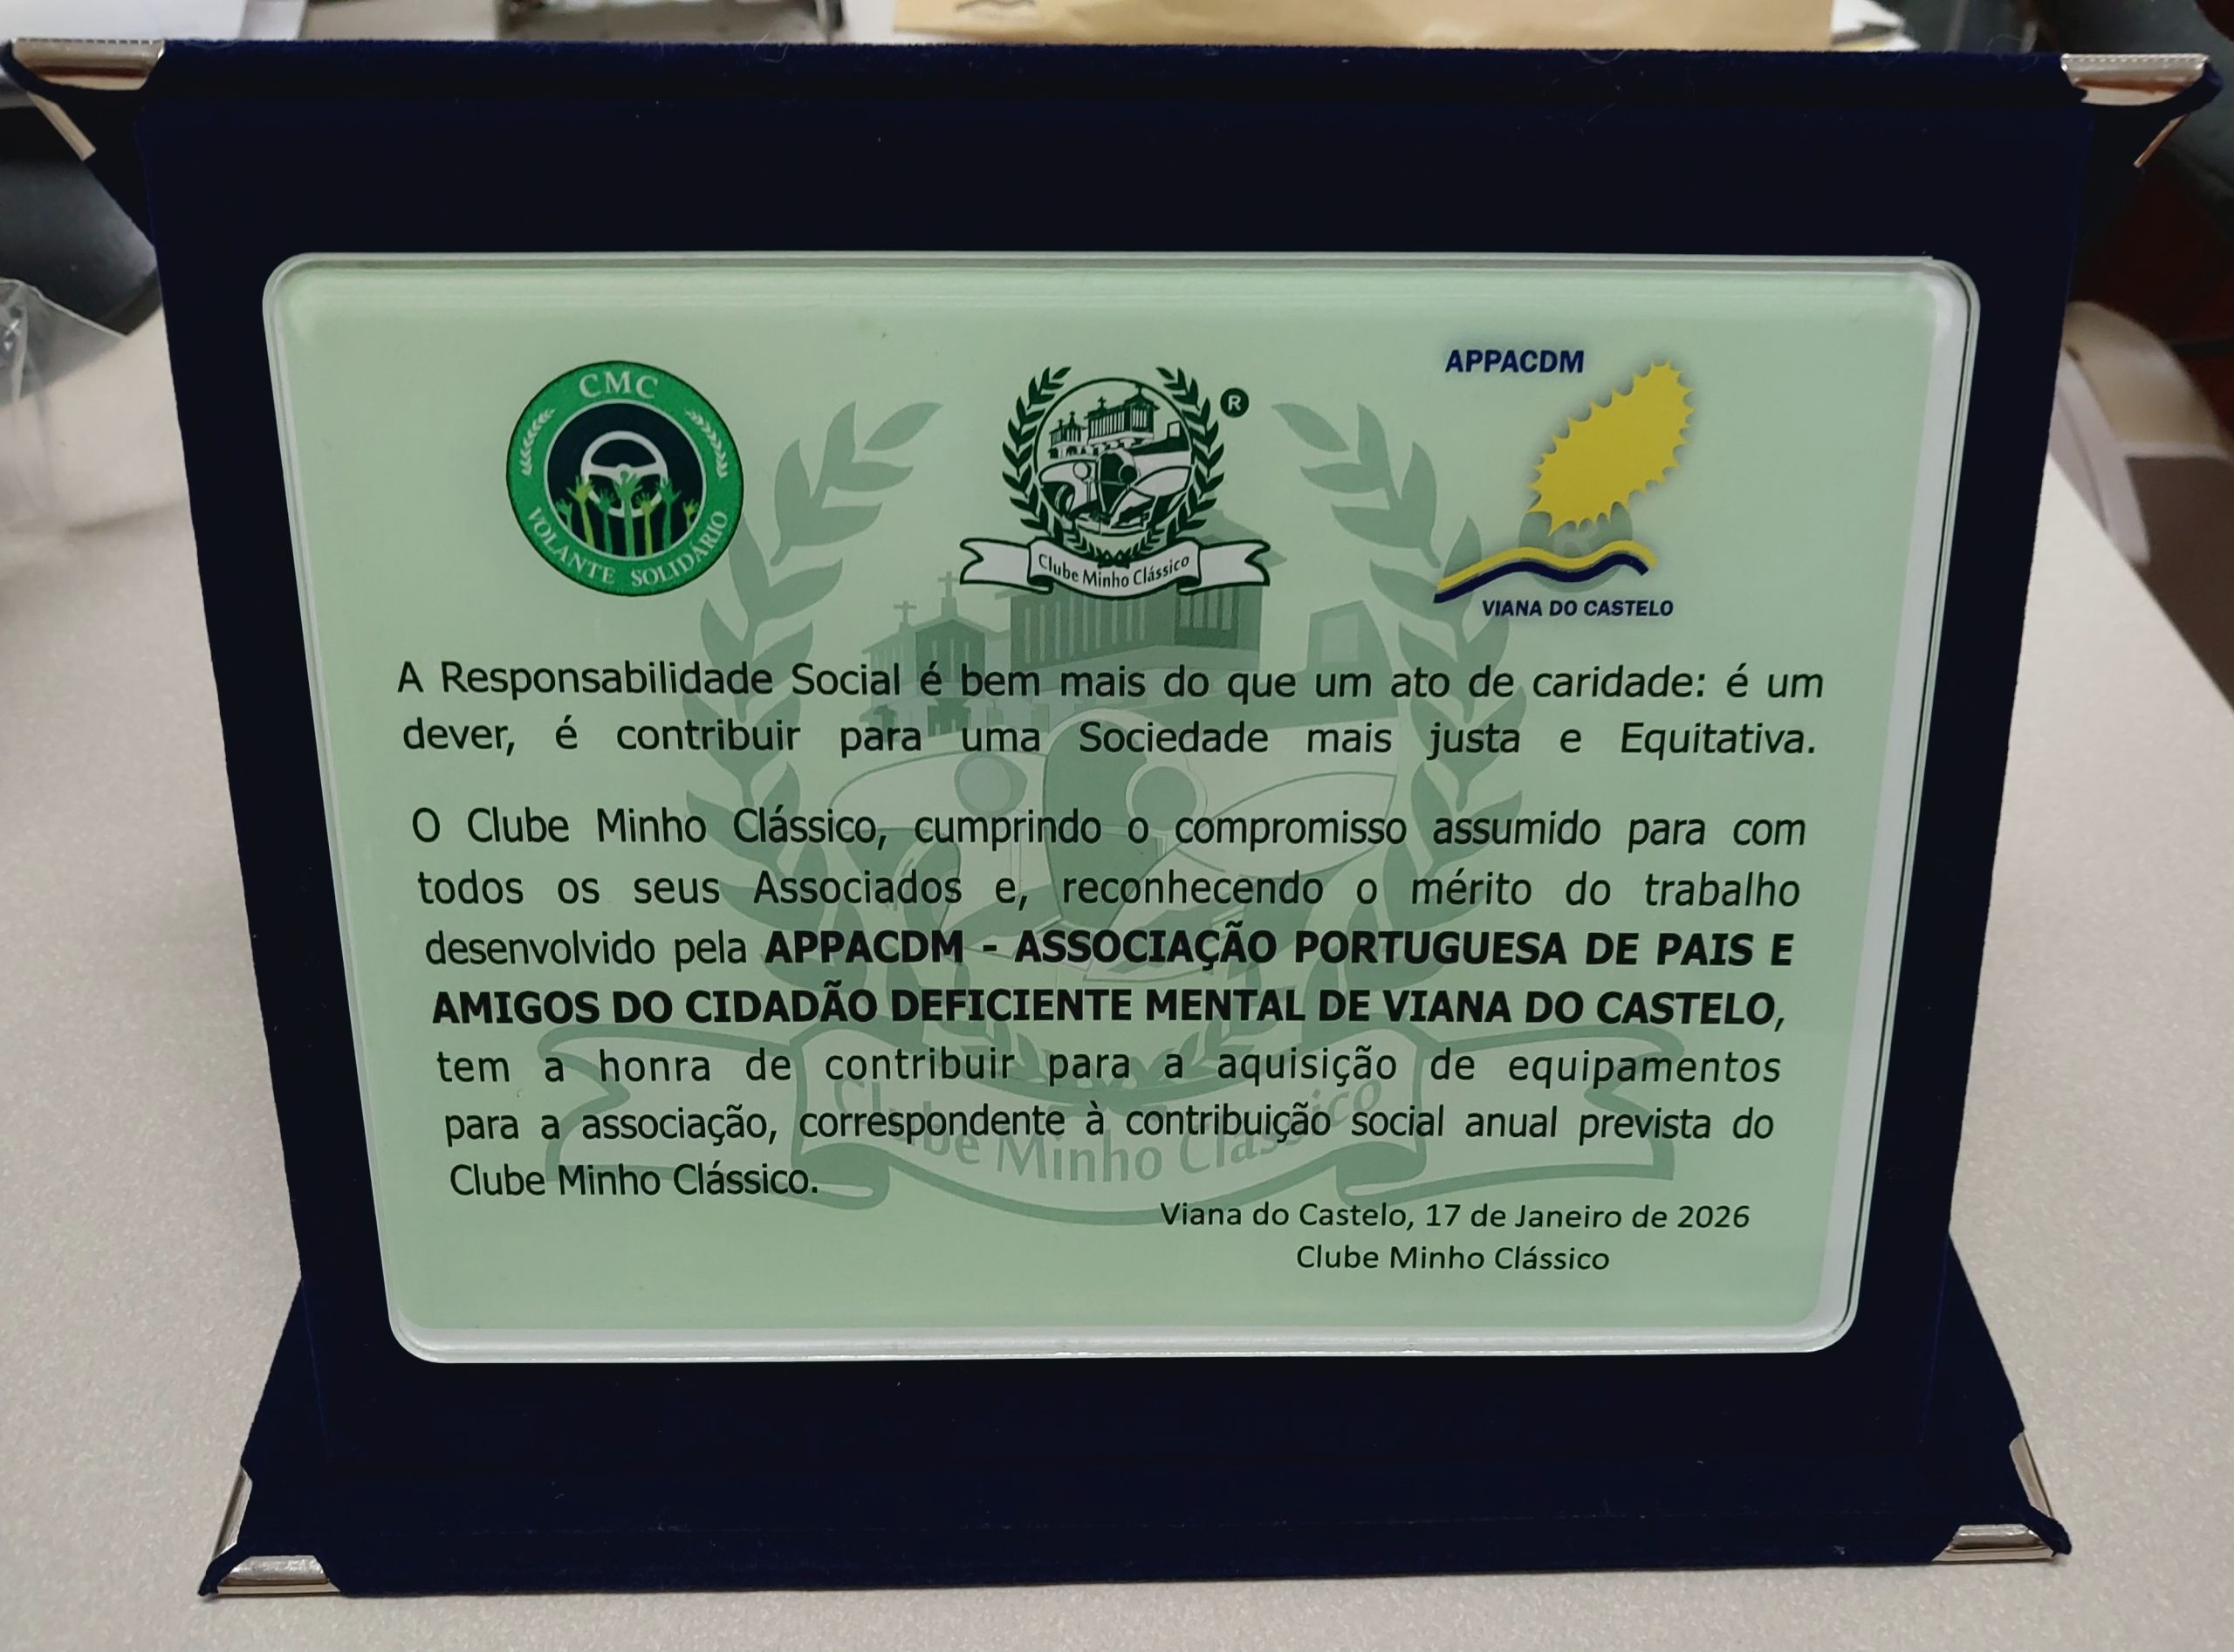 CMC
VOLANTE SOLIDÁRIO
®
Clube Minho Clássico
APPACDM
VIANA DO CASTELO
A Responsabilidade Social é bem mais do que um ato de caridade: é um
dever, é contribuir para uma Sociedade mais justa e Equitativa.
O Clube Minho Clássico, cumprindo o compromisso assumido para com
todos os seus Associados e, reconhecendo o mérito do trabalho
desenvolvido pela APPACDM - ASSOCIAÇÃO PORTUGUESA DE PAIS E
AMIGOS DO CIDADÃO DEFICIENTE MENTAL DE VIANA DO CASTELO,
tem a honra de contribuir para a aquisição de equipamentos
para a associação, correspondente à contribuição social anual prevista do
Clube Minho Clássico.
Clube Minho Clássico
Viana do Castelo, 17 de Janeiro de 2026
Clube Minho Clássico